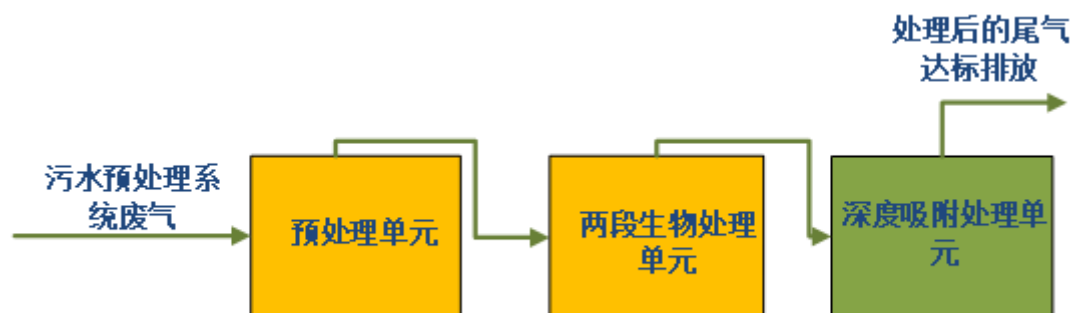 处理后的尾气
达标排放
污水预处理系
统废气
预处理单元
两段生物处理
单元
深度吸附处理单
元